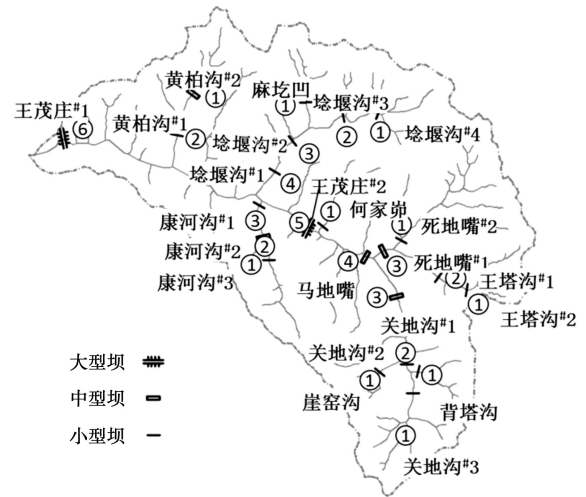 黄柏沟#2
①
麻圪凹
①
埝堰沟#3
王茂庄#1
⑥
黄柏沟#1
②
埝堰沟#2
②
①
埝堰沟#4
③
埝堰沟#1
④
王茂庄#2
①
何家峁
康河沟#1
③
⑤
①
死地嘴#2
康河沟#2
②
①
④
③
死地嘴#1
②
王塔沟#1
康河沟#3
马地嘴
③
①
王塔沟#2
关地沟#1
大型坝
关地沟#2
②
中型坝
①
①
崖窑沟
背塔沟
小型坝
①
关地沟#3